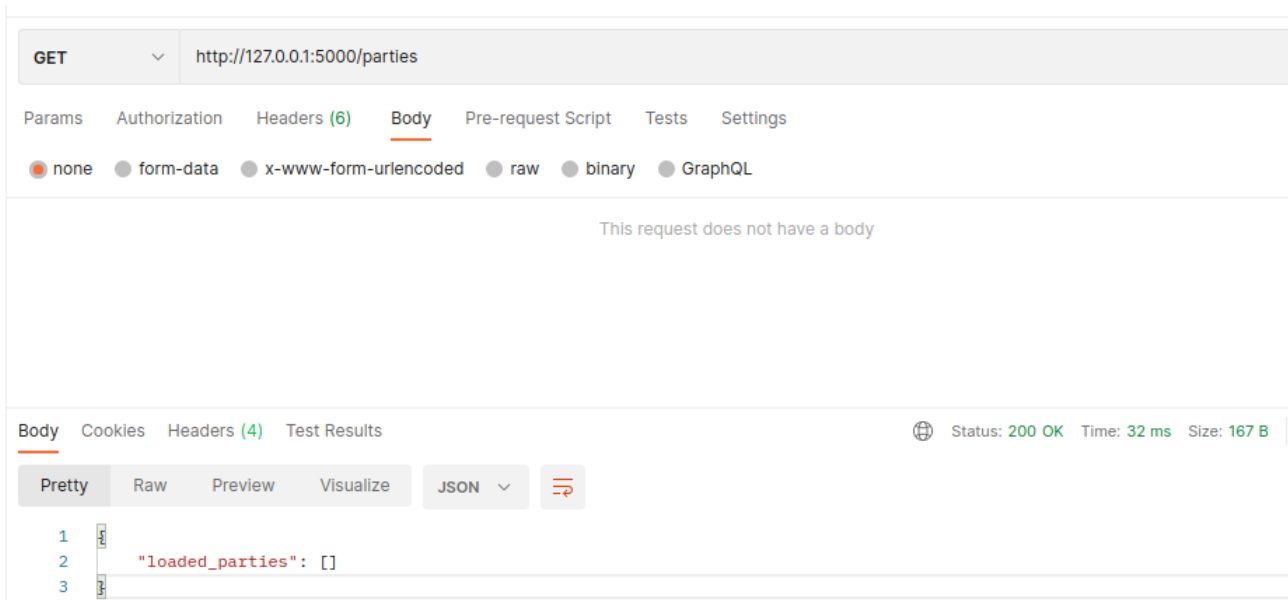 GET http://127.0.0.1:5000/parties
Params Authorization Headers (6) Body Pre-request Script Tests Settings
none form-data x-www-form-urlencoded raw binary GraphQL
This request does not have a body
Body Cookies Headers (4) Test Results Status: 200 OK Time: 32 ms Size: 167 B
Pretty Raw Preview Visualize JSON
1 {
2 "loaded_parties": []
3 }